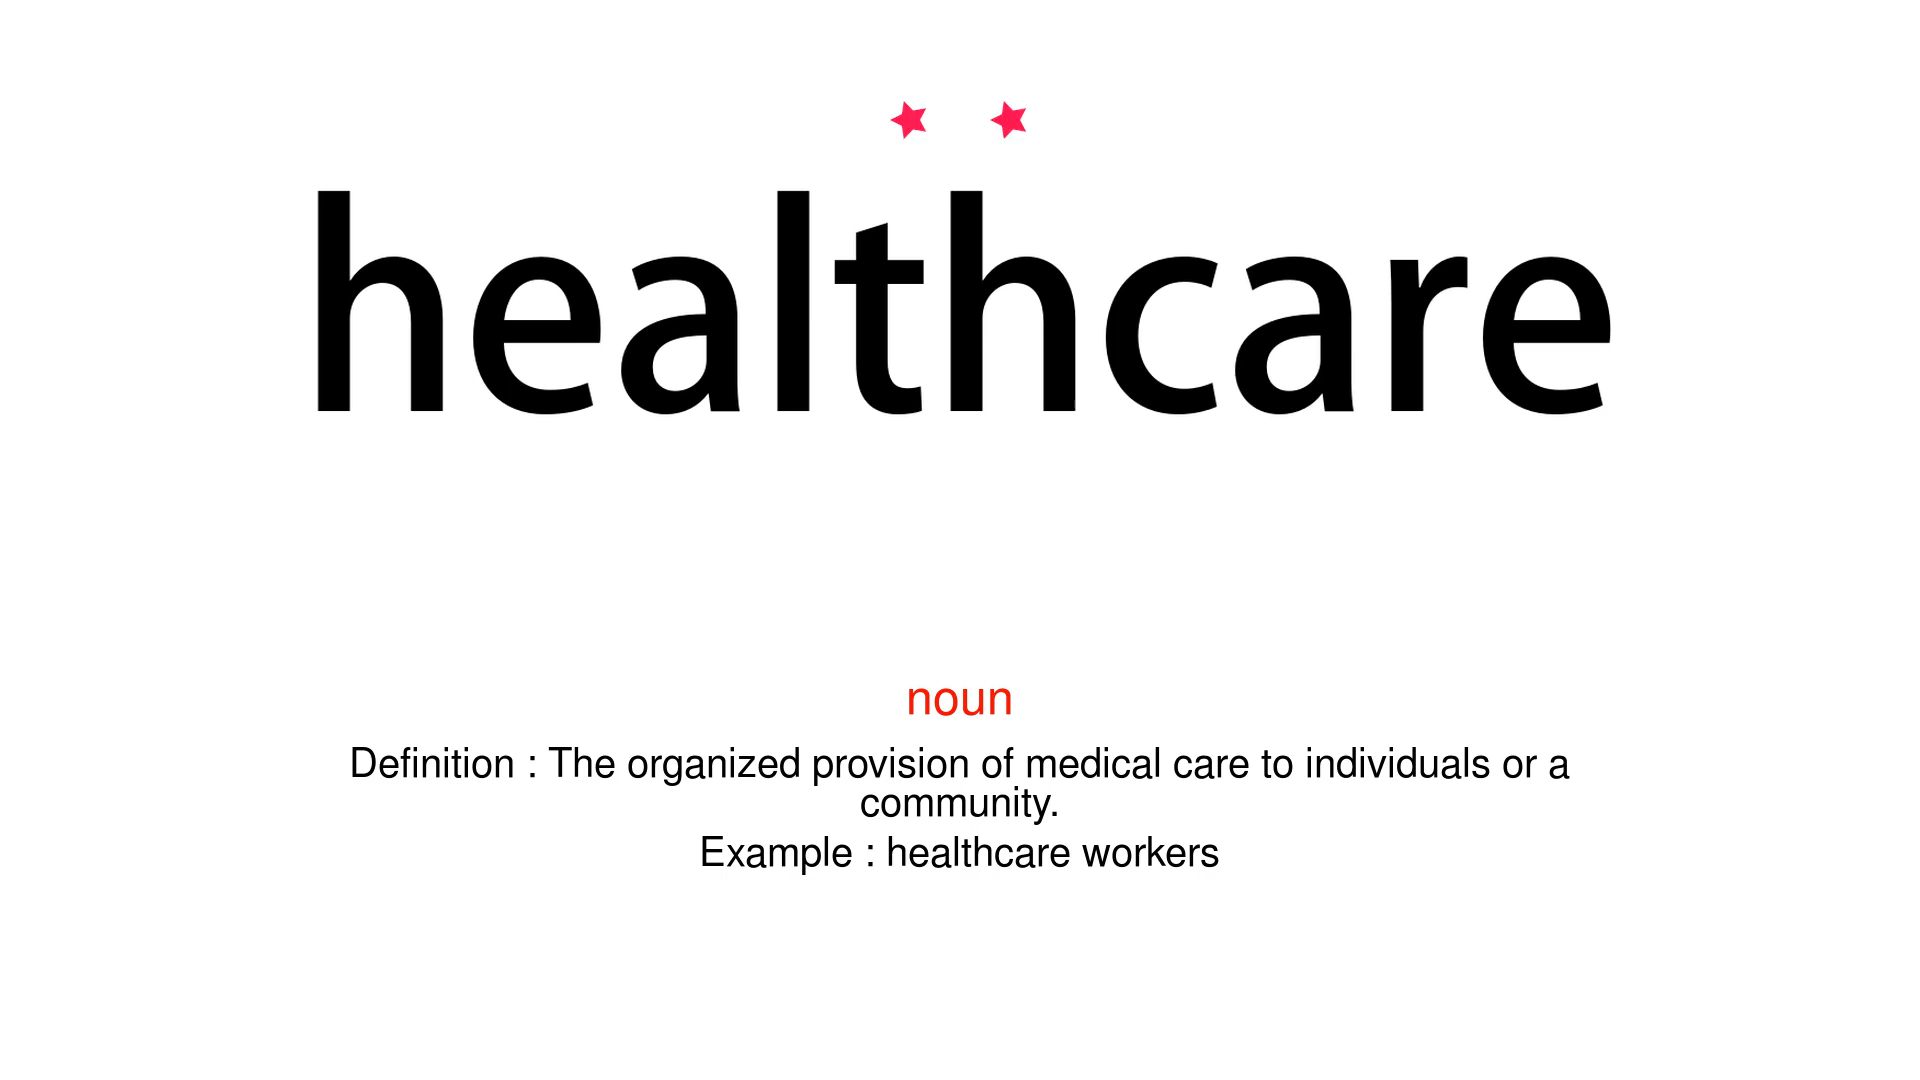 healthcare
noun
Definition : The organized provision of medical care to individuals or a
community.
Example : healthcare workers